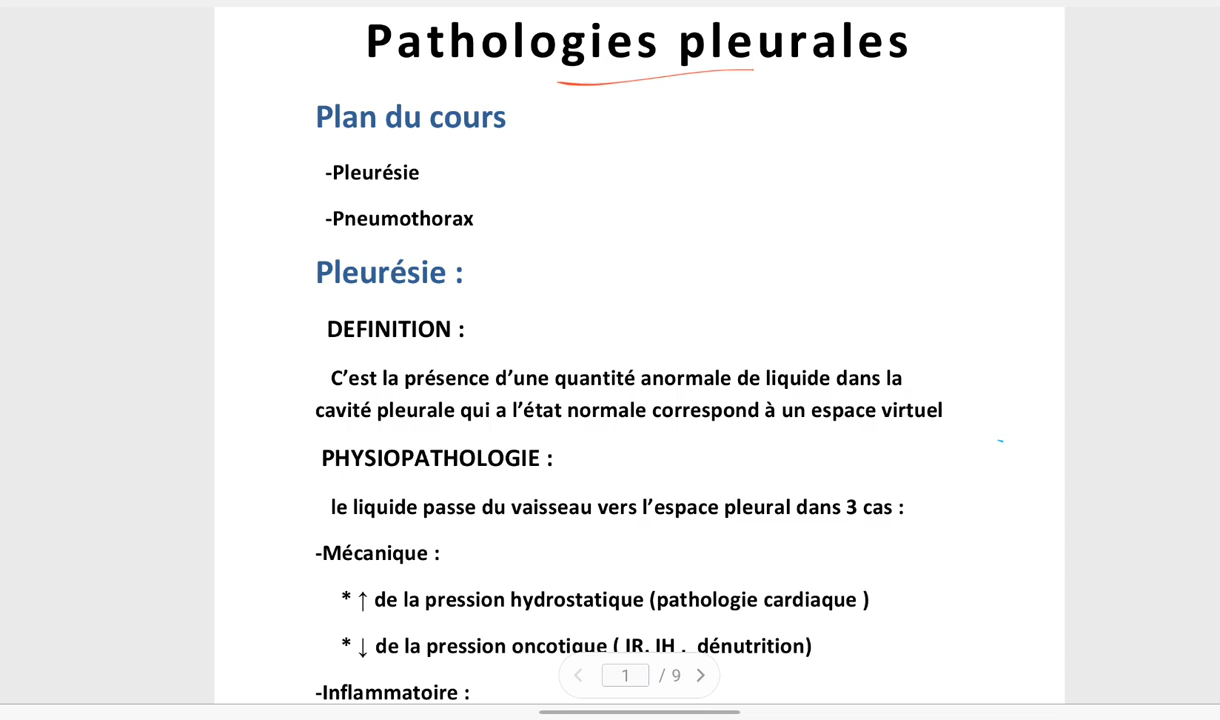 Pathologies pleurales
Plan du cours
-Pleurésie
-Pneumothorax
Pleurésie :
DEFINITION :
C’est la présence d’une quantité anormale de liquide dans la
cavité pleurale qui a l’état normale correspond à un espace virtuel
PHYSIOPATHOLOGIE :
le liquide passe du vaisseau vers l’espace pleural dans 3 cas :
-Mécanique :
* ↑ de la pression hydrostatique (pathologie cardiaque )
* ↓ de la pression oncotique ( IR, IH , dénutrition)
-Inflammatoire :
1 / 9